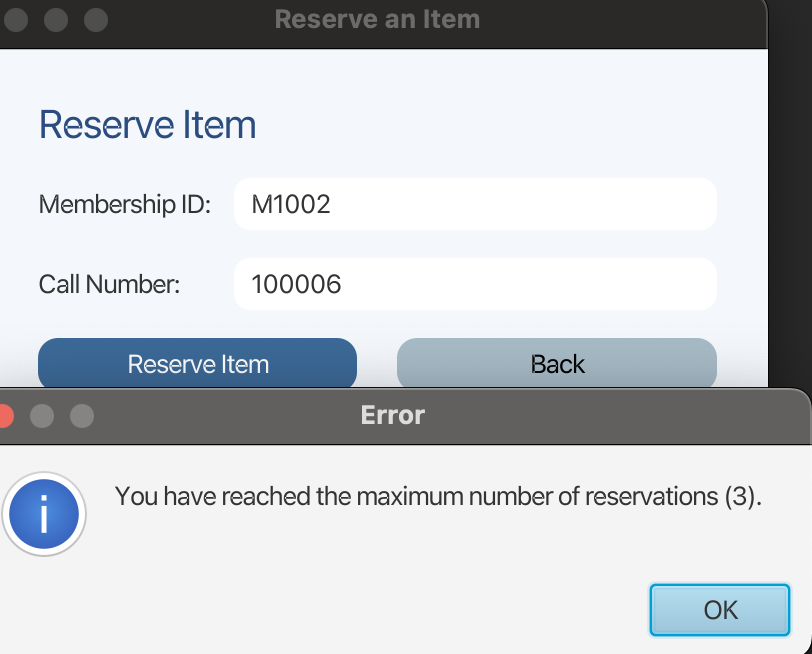 Reserve an Item
Reserve Item
Membership ID: M1002
Call Number: 100006
Reserve Item Back
Error
i
You have reached the maximum number of reservations (3).
OK